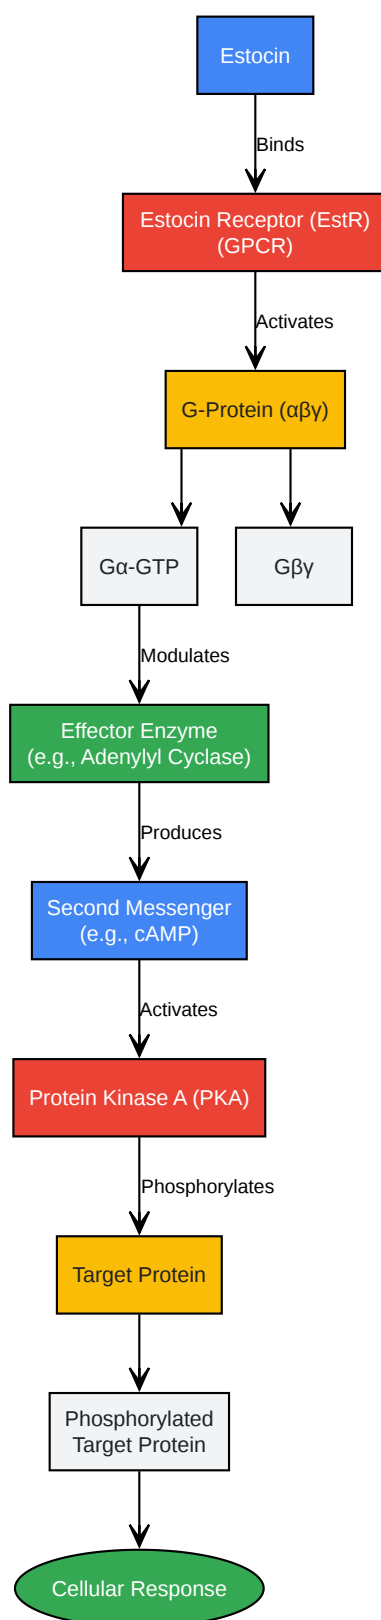 Estocin
Binds
Estocin Receptor (EstR)
(GPCR)
Activates
G-Protein (αβγ)
Gα-GTP
Gβγ
Modulates
Effector Enzyme
(e.g., Adenylyl Cyclase)
Produces
Second Messenger
(e.g., cAMP)
Activates
Protein Kinase A (PKA)
Phosphorylates
Target Protein
Phosphorylated
Target Protein
Cellular Response